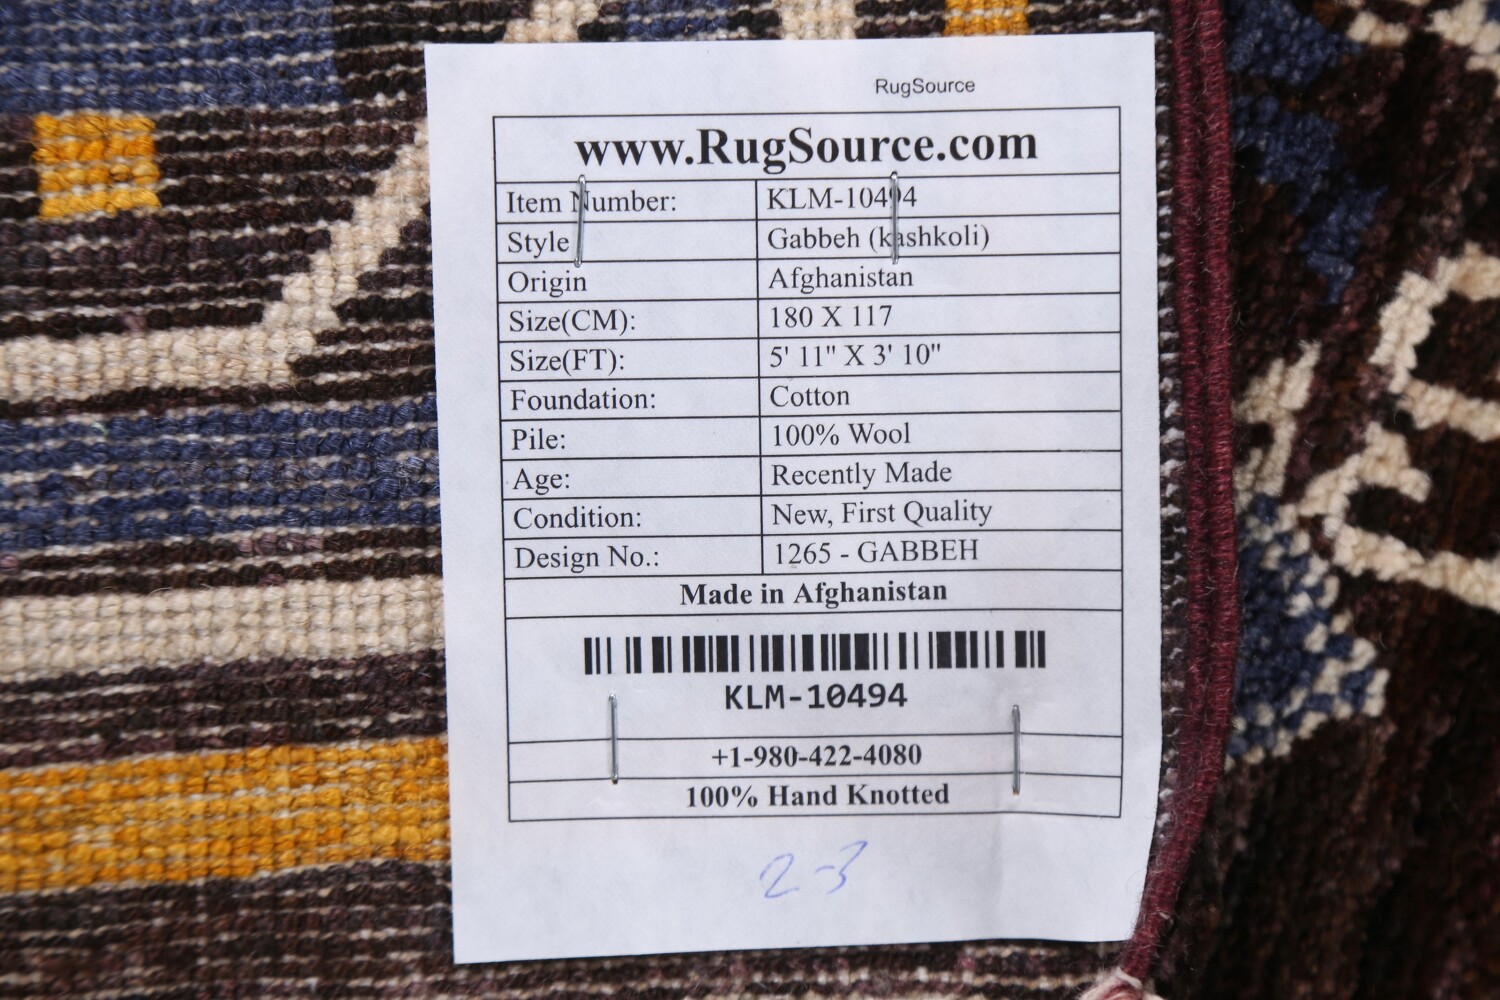 RugSource
www.RugSource.com
Item Number: KLM-10494
Style Gabbeh (kashkoli)
Origin Afghanistan
Size(CM): 180 X 117
Size(FT): 5' 11" X 3' 10"
Foundation: Cotton
Pile: 100% Wool
Age: Recently Made
Condition: New, First Quality
Design No.: 1265 - GABBEH
Made in Afghanistan
KLM-10494
+1-980-422-4080
100% Hand Knotted
2-3